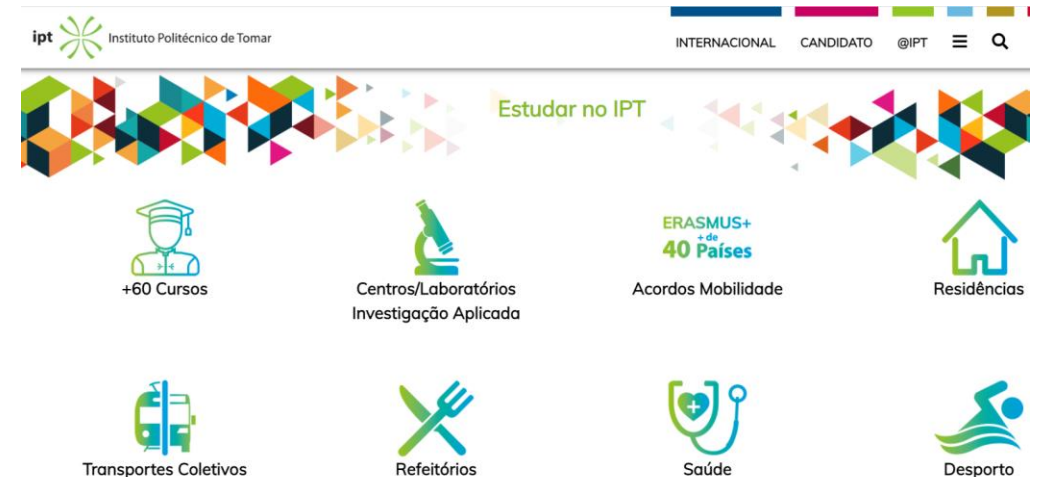 ipt Instituto Politécnico de Tomar
INTERNACIONAL CANDIDATO @IPT
Estudar no IPT
+60 Cursos
Centros/Laboratórios
Investigação Aplicada
ERASMUS+
+ de
40 Países
Acordos Mobilidade
Residências
Transportes Coletivos
Refeitórios
Saúde
Desporto